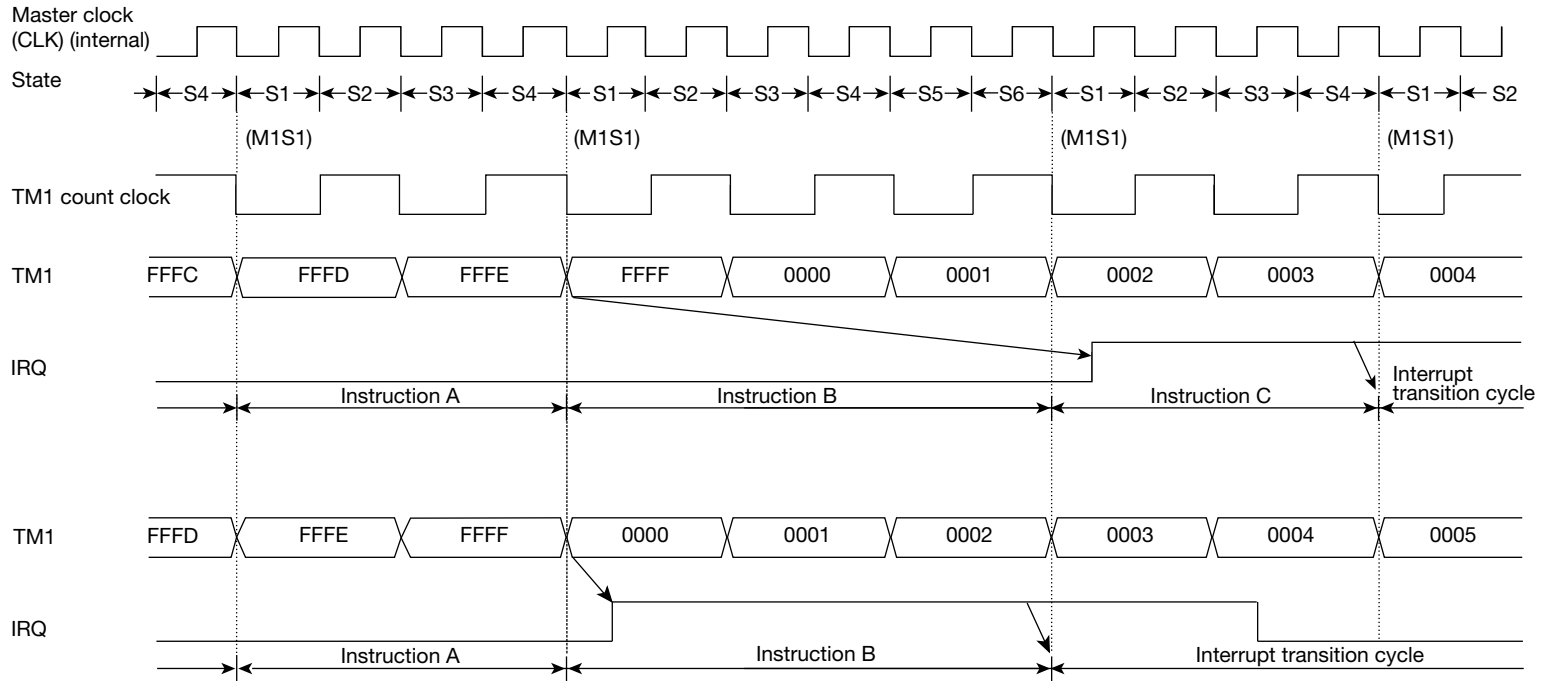 Master clock
(CLK) (internal)
State
S4 S1 S2 S3 S4 S1 S2 S3 S4 S5 S6 S1 S2 S3 S4 S1 S2
(M1S1) (M1S1) (M1S1) (M1S1)
TM1 count clock
TM1 FFFC FFFD FFFE FFFF 0000 0001 0002 0003 0004
IRQ
Instruction A Instruction B Instruction C Interrupt
transition cycle
TM1 FFFD FFFE FFFF 0000 0001 0002 0003 0004 0005
IRQ
Instruction A Instruction B Interrupt transition cycle